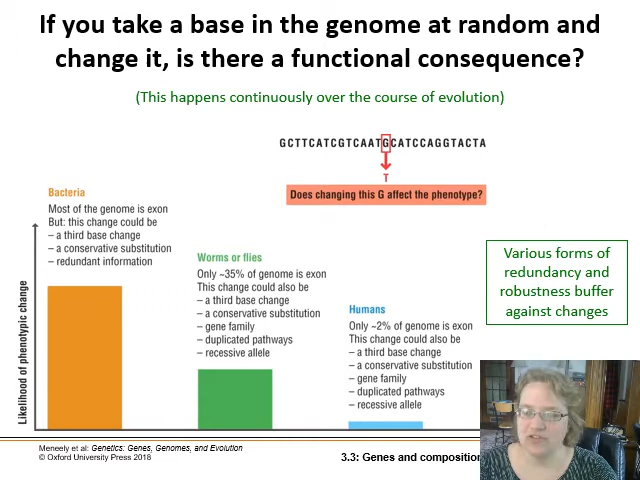 If you take a base in the genome at random and
change it, is there a functional consequence?
(This happens continuously over the course of evolution)
GCTTCATCGTCAATGCATCCAGGTACTA
T
Does changing this G affect the phenotype?
Bacteria
Most of the genome is exon
But: this change could be
– a third base change
– a conservative substitution
– redundant information
Worms or flies
Only ~35% of genome is exon
This change could also be
– a third base change
– a conservative substitution
– gene family
– duplicated pathways
– recessive allele
Humans
Only ~2% of genome is exon
This change could also be
– a third base change
– a conservative substitution
– gene family
– duplicated pathways
– recessive allele
Various forms of
redundancy and
robustness buffer
against changes
Likelihood of phenotypic change
Meneely et al: Genetics: Genes, Genomes, and Evolution
© Oxford University Press 2018
3.3: Genes and composition